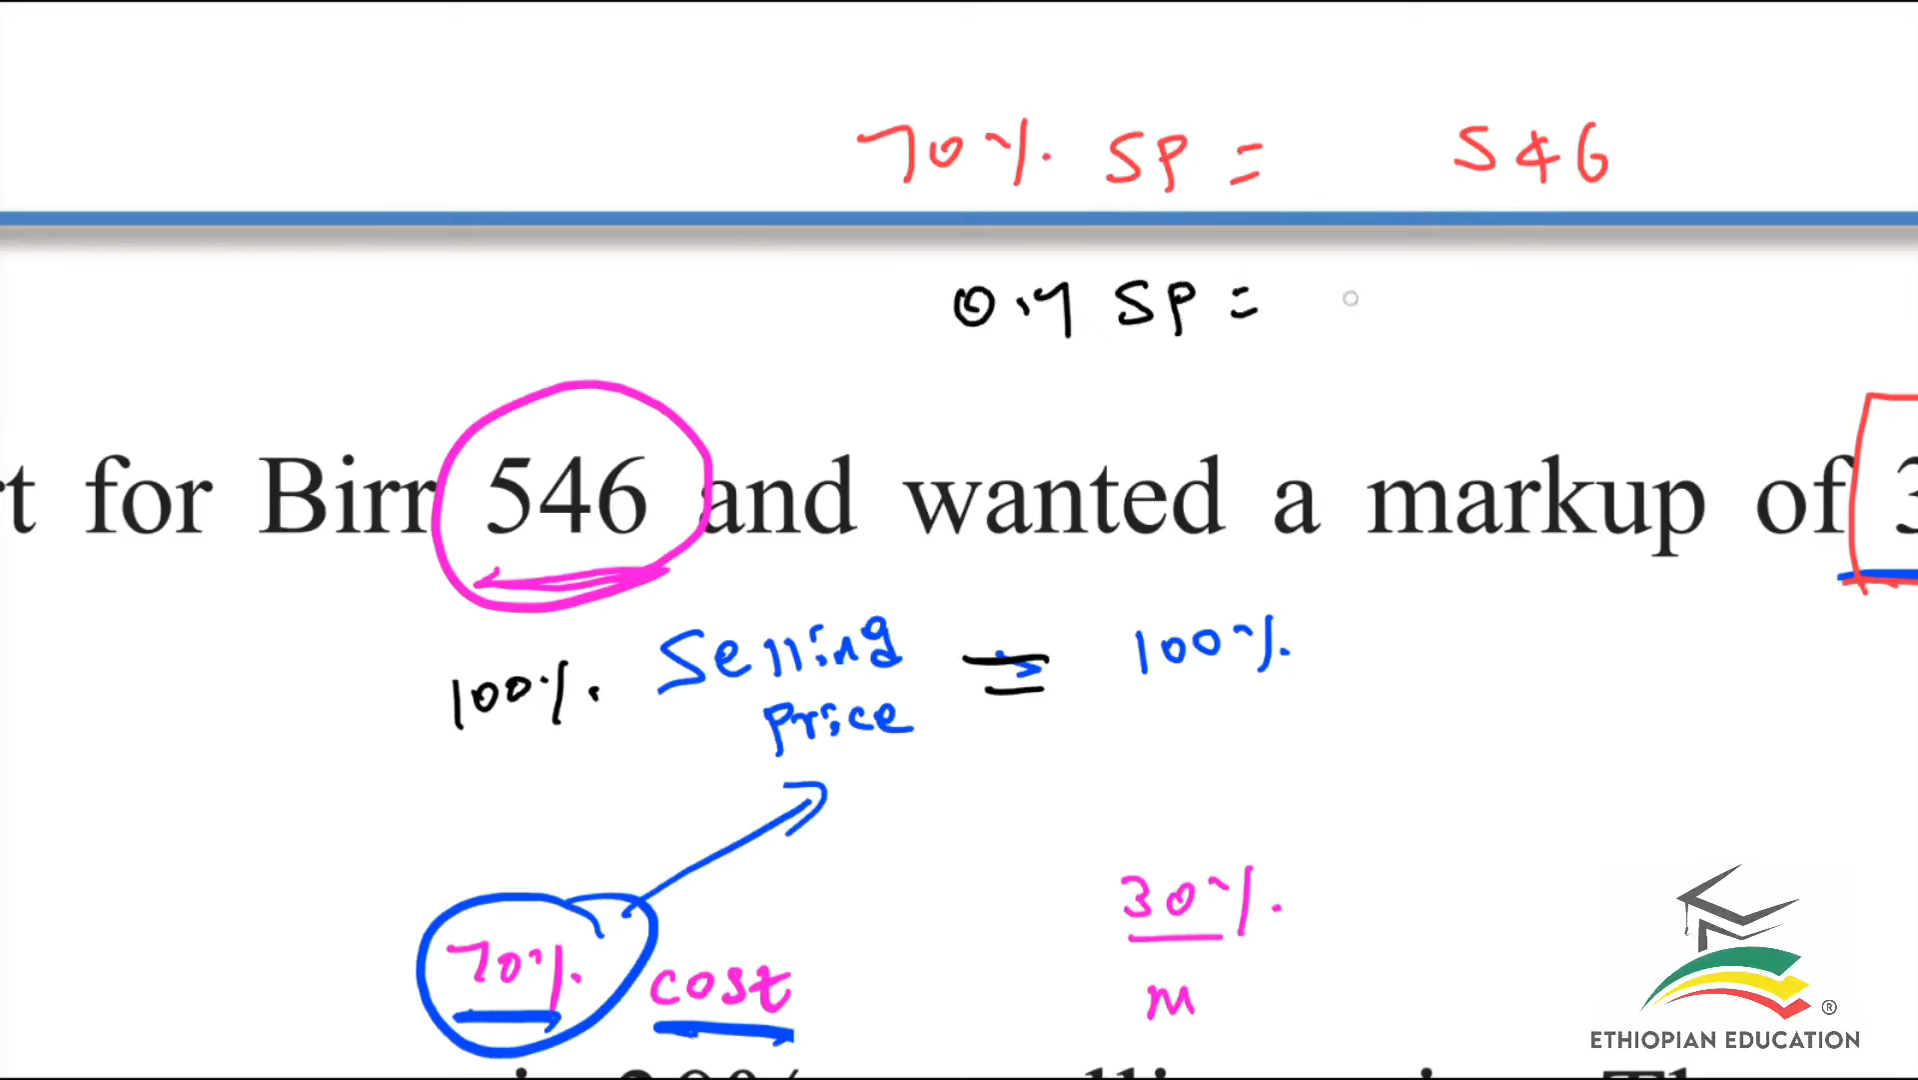 70% SP = 546
0.7 SP =
for Birr 546 and wanted a markup of
100% Selling = 100%
price
30%
70% cost
M
®
ETHIOPIAN EDUCATION